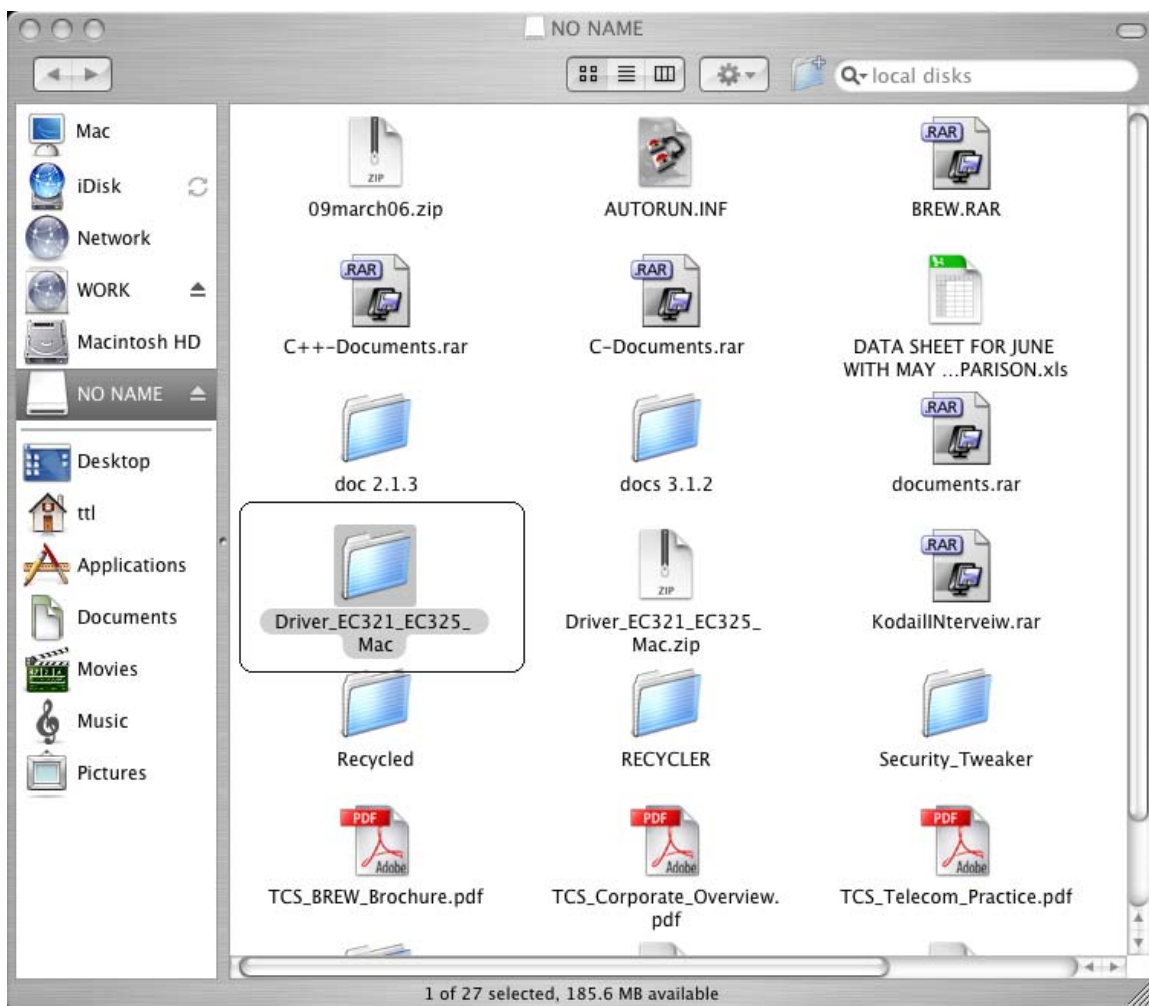 NO NAME
local disks
Mac
iDisk
Network
WORK
Macintosh HD
NO NAME
Desktop
ttl
Applications
Documents
Movies
Music
Pictures
ZIP
09march06.zip
AUTORUN.INF
.RAR
BREW.RAR
.RAR
C++-Documents.rar
.RAR
C-Documents.rar
DATA SHEET FOR JUNE
WITH MAY ...PARISON.xls
doc 2.1.3
docs 3.1.2
.RAR
documents.rar
Driver_EC321_EC325_
Mac
ZIP
Driver_EC321_EC325_
Mac.zip
.RAR
KodaiIINterveiw.rar
Recycled
RECYCLER
Security_Tweaker
PDF
Adobe
TCS_BREW_Brochure.pdf
PDF
Adobe
TCS_Corporate_Overview.
pdf
PDF
Adobe
TCS_Telecom_Practice.pdf
1 of 27 selected, 185.6 MB available